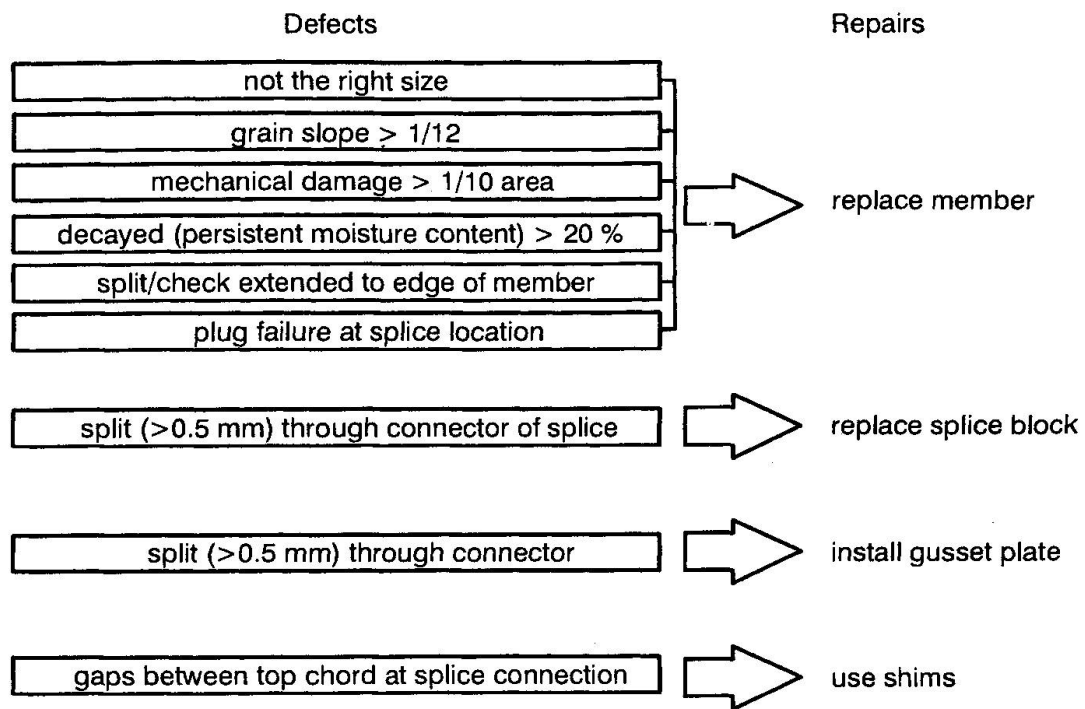 Defects
Repairs
not the right size
grain slope > 1/12
mechanical damage > 1/10 area
decayed (persistent moisture content) > 20 %
split/check extended to edge of member
plug failure at splice location
replace member
split (>0.5 mm) through connector of splice
replace splice block
split (>0.5 mm) through connector
install gusset plate
gaps between top chord at splice connection
use shims